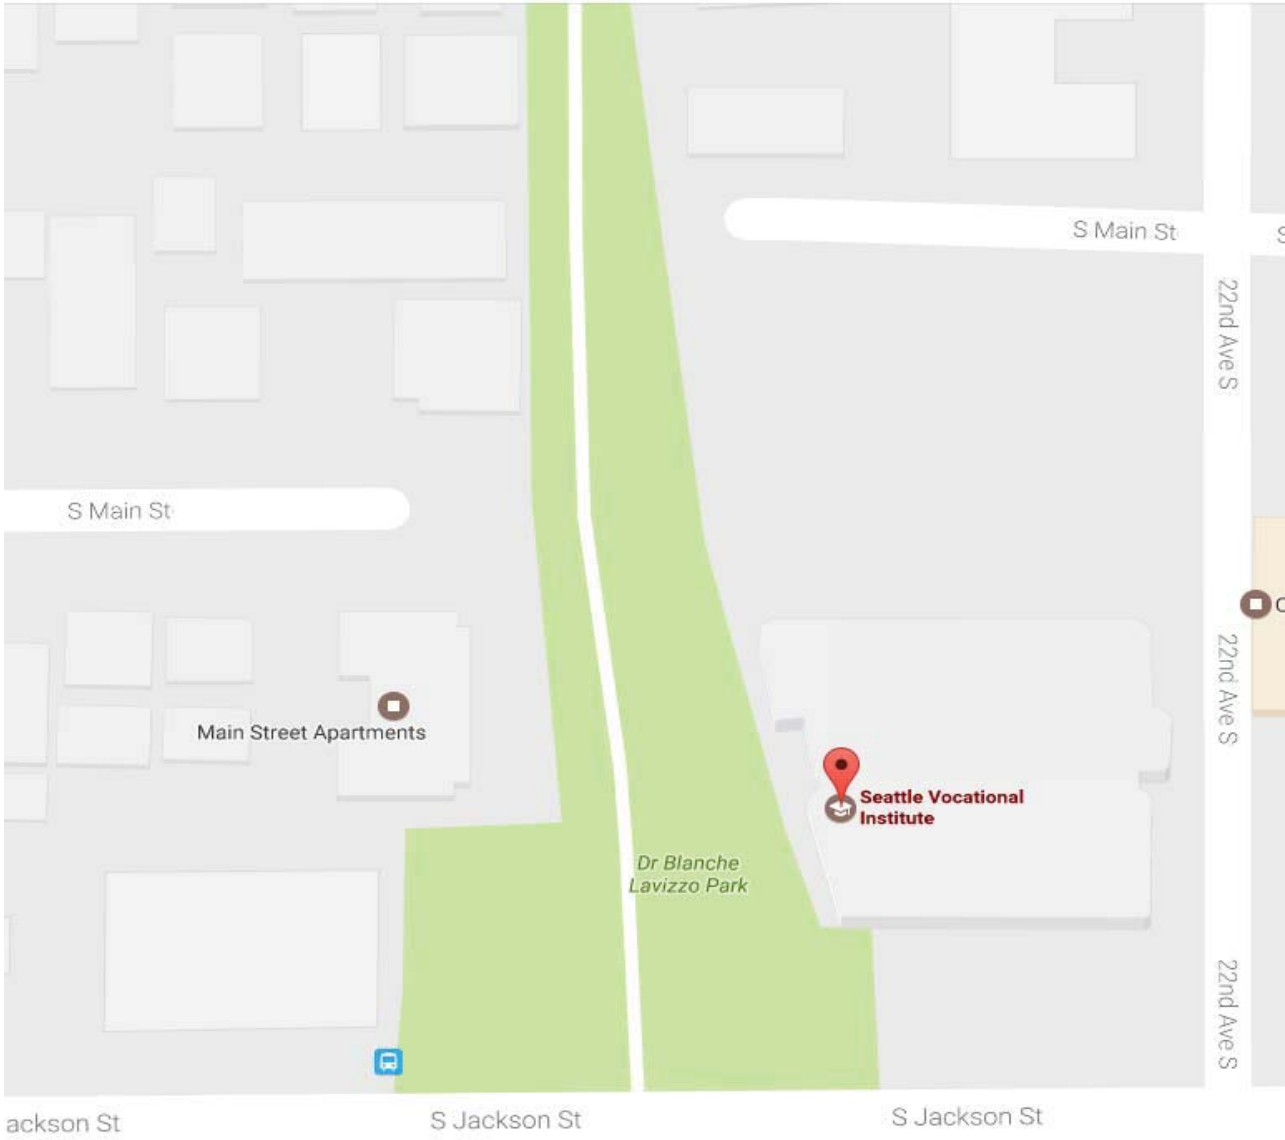 S Main St
S
22nd Ave S
S Main St
22nd Ave S
Main Street Apartments
Seattle Vocational
Institute
Dr Blanche
Lavizzo Park
22nd Ave S
ackson St
S Jackson St
S Jackson St